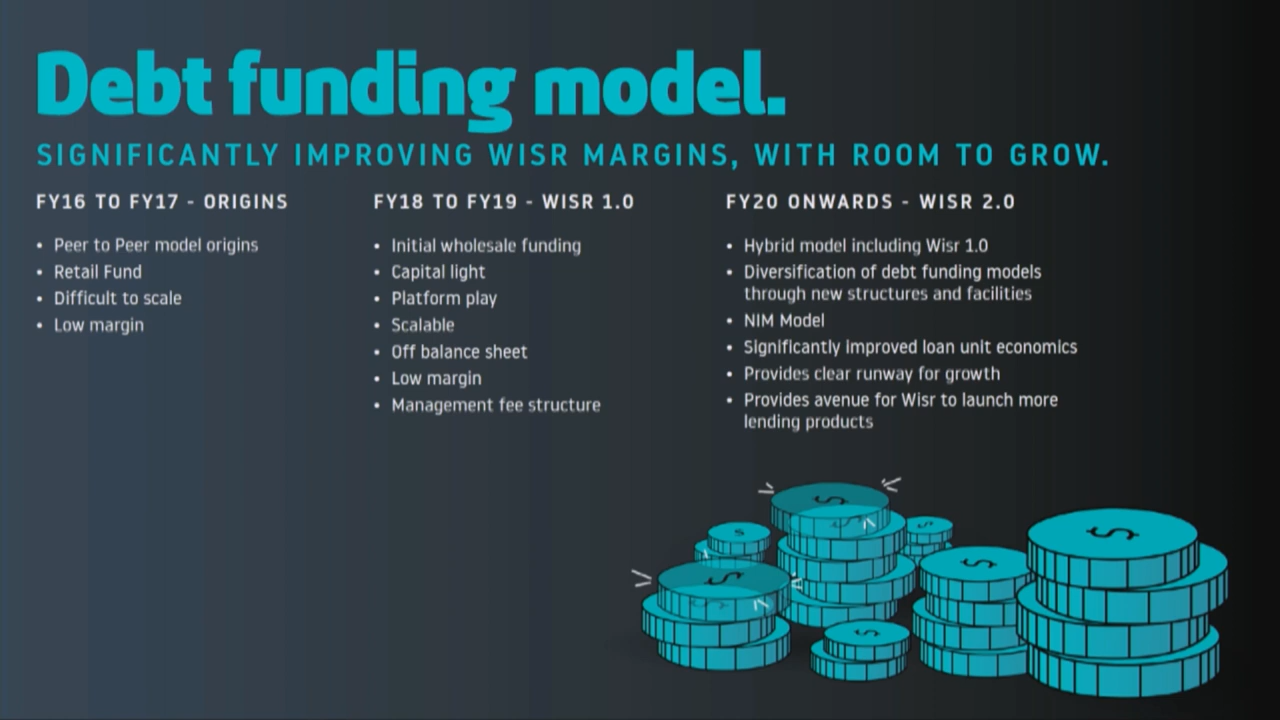 Debt funding model.
SIGNIFICANTLY IMPROVING WISR MARGINS, WITH ROOM TO GROW.
FY16 TO FY17 - ORIGINS
• Peer to Peer model origins
• Retail Fund
• Difficult to scale
• Low margin
FY18 TO FY19 - WISR 1.0
• Initial wholesale funding
• Capital light
• Platform play
• Scalable
• Off balance sheet
• Low margin
• Management fee structure
FY20 ONWARDS - WISR 2.0
• Hybrid model including Wisr 1.0
• Diversification of debt funding models
through new structures and facilities
• NIM Model
• Significantly improved loan unit economics
• Provides clear runway for growth
• Provides avenue for Wisr to launch more
lending products